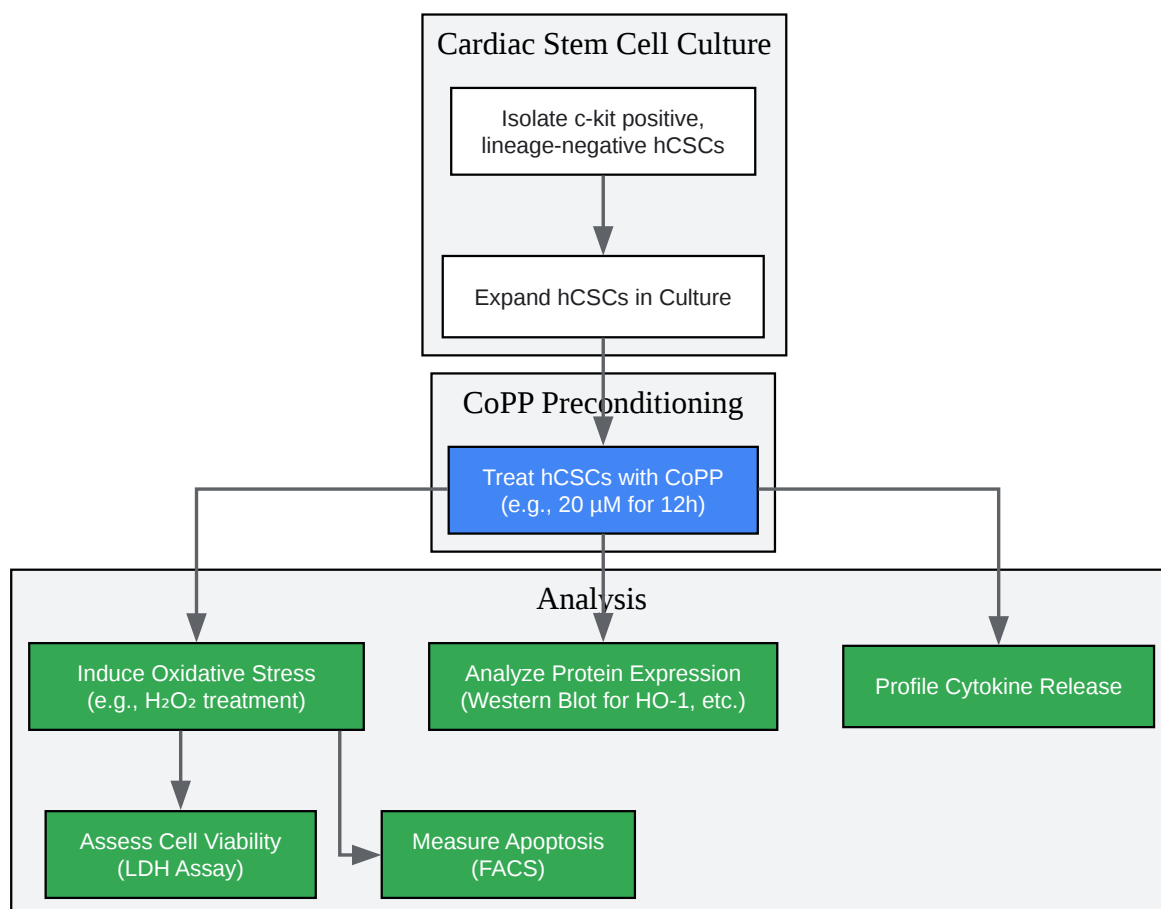 Cardiac Stem Cell Culture
Isolate c-kit positive,
lineage-negative hCSCs
Expand hCSCs in Culture
CoPP Preconditioning
Treat hCSCs with CoPP
(e.g., 20 µM for 12h)
Analysis
Induce Oxidative Stress
(e.g., H₂O₂ treatment)
Analyze Protein Expression
(Western Blot for HO-1, etc.)
Profile Cytokine Release
Assess Cell Viability
(LDH Assay)
Measure Apoptosis
(FACS)